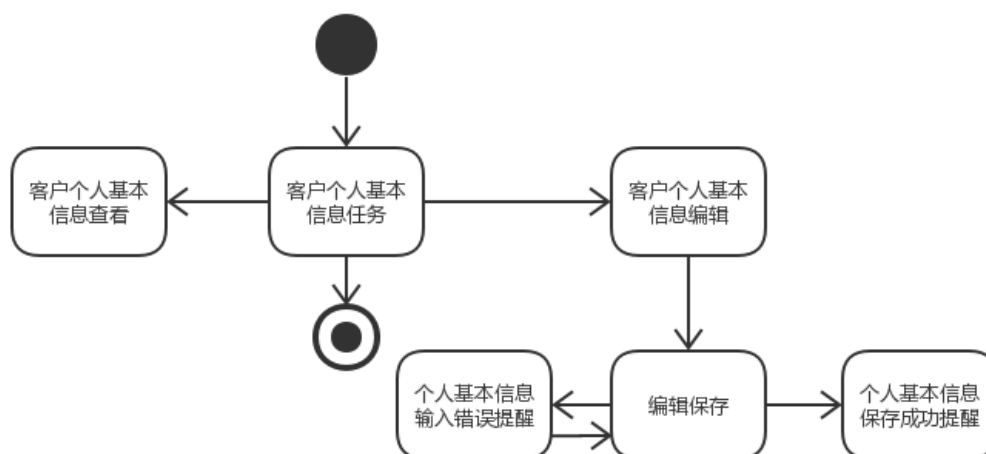 客户个人基本
信息查看
客户个人基本
信息任务
客户个人基本
信息编辑
个人基本信息
输入错误提醒
编辑保存
个人基本信息
保存成功提醒